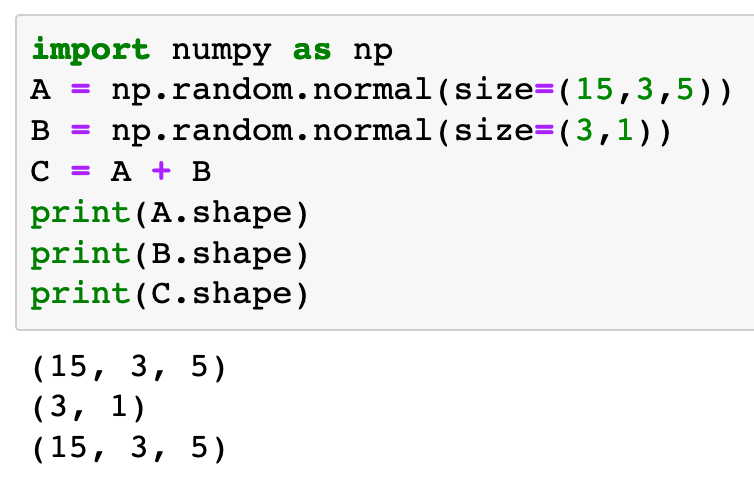 import numpy as np
A = np.random.normal(size=(15,3,5))
B = np.random.normal(size=(3,1))
C = A + B
print(A.shape)
print(B.shape)
print(C.shape)
(15, 3, 5)
(3, 1)
(15, 3, 5)